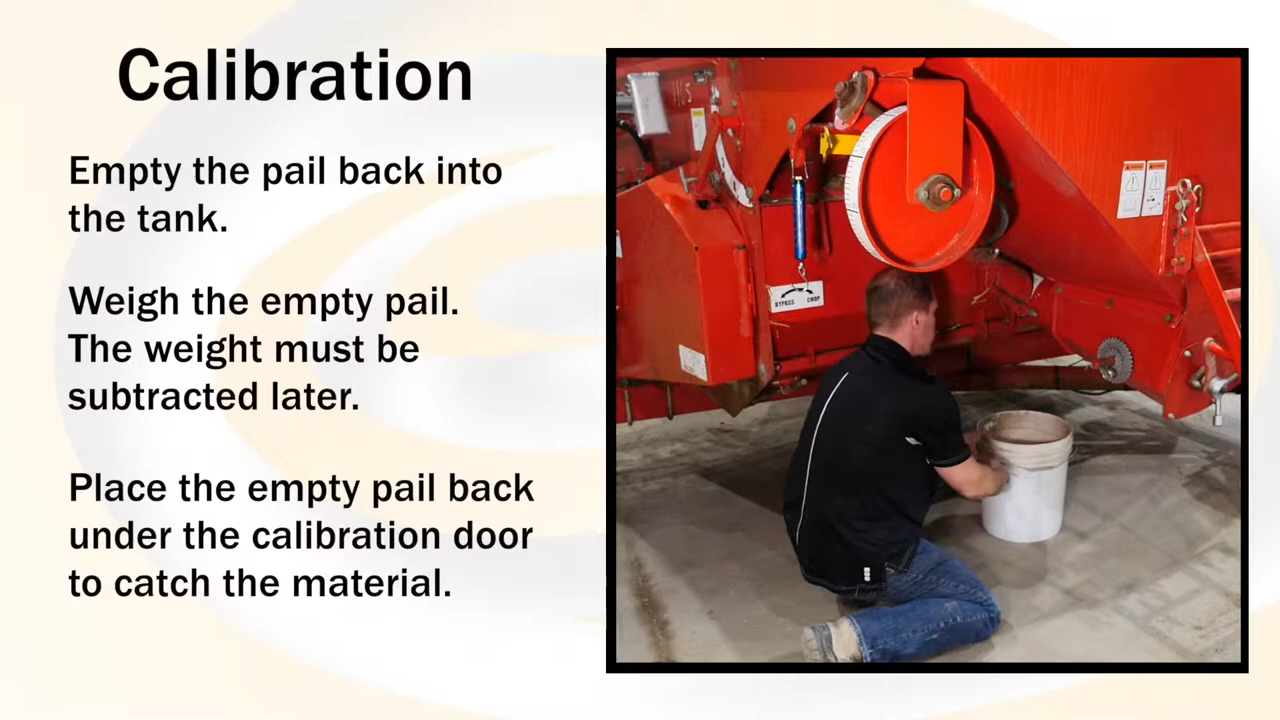 Calibration
Empty the pail back into
the tank.
Weigh the empty pail.
The weight must be
subtracted later.
Place the empty pail back
under the calibration door
to catch the material.
BYPASS CROP